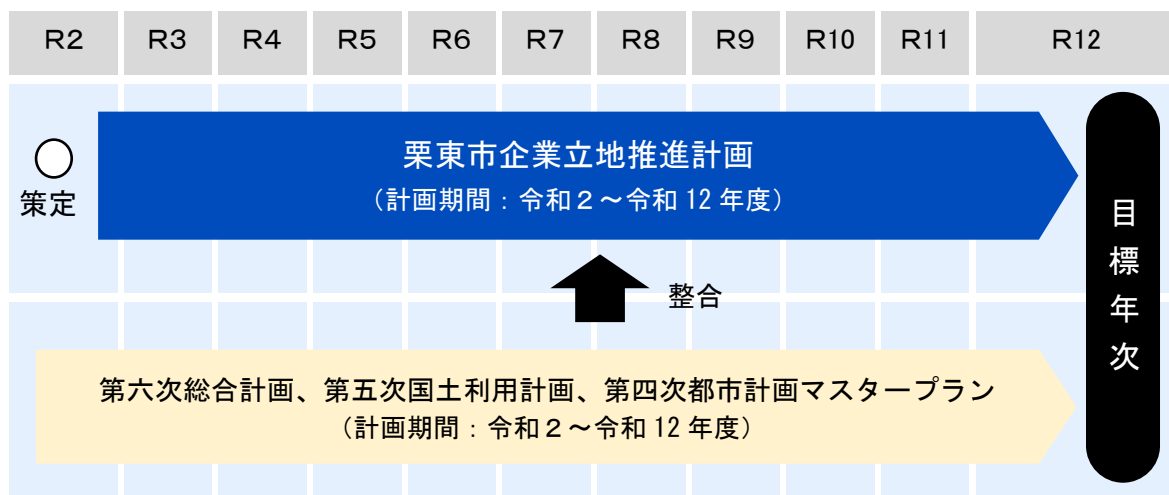 R2 R3 R4 R5 R6 R7 R8 R9 R10 R11 R12
栗東市企業立地推進計画
（計画期間：令和２～令和 12 年度）
策定
整合
第六次総合計画、第五次国土利用計画、第四次都市計画マスタープラン
（計画期間：令和２～令和 12 年度）
目標年次